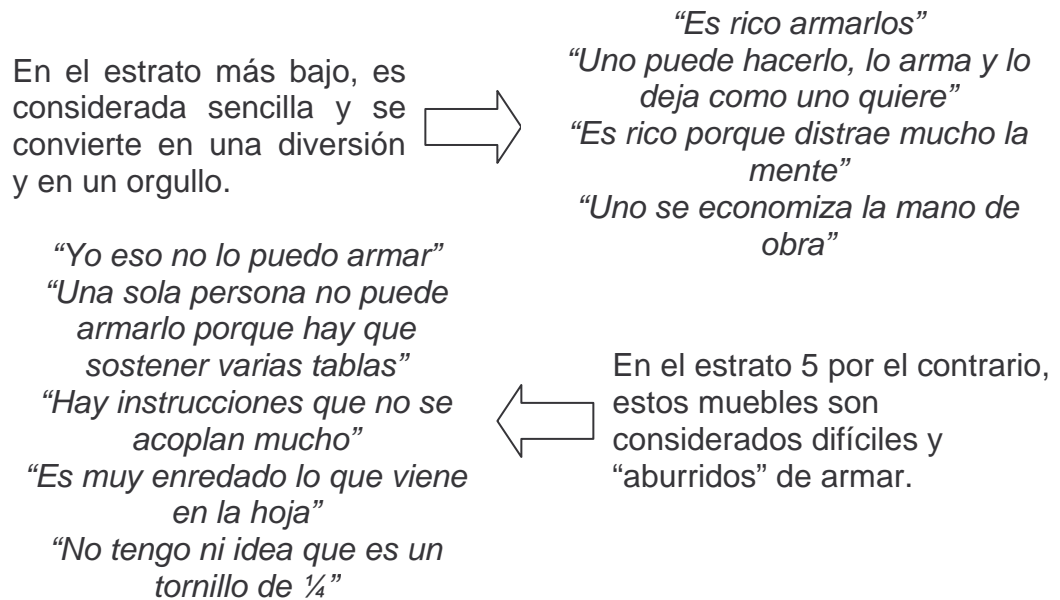 En el estrato más bajo, es
considerada sencilla y se
convierte en una diversión
y en un orgullo.
“Es rico armarlos”
“Uno puede hacerlo, lo arma y lo
deja como uno quiere”
“Es rico porque distrae mucho la
mente”
“Uno se economiza la mano de
obra”
“Yo eso no lo puedo armar”
“Una sola persona no puede
armarlo porque hay que
sostener varias tablas”
“Hay instrucciones que no se
acoplan mucho”
“Es muy enredado lo que viene
en la hoja”
“No tengo ni idea que es un
tornillo de ¼”
En el estrato 5 por el contrario,
estos muebles son
considerados difíciles y
“aburridos” de armar.